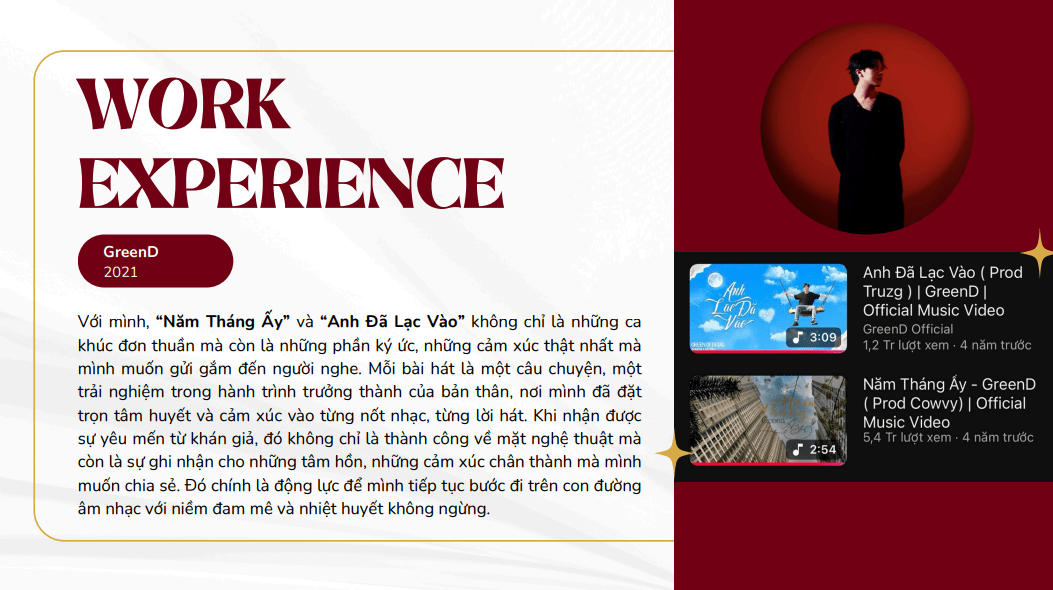 WORK
EXPERIENCE
GreenD
2021
Với mình, “Năm Tháng Ấy” và “Anh Đã Lạc Vào” không chỉ là những ca
khúc đơn thuần mà còn là những phần ký ức, những cảm xúc thật nhất mà
mình muốn gửi gắm đến người nghe. Mỗi bài hát là một câu chuyện, một
trải nghiệm trong hành trình trưởng thành của bản thân, nơi mình đã đặt
trọn tâm huyết và cảm xúc vào từng nốt nhạc, từng lời hát. Khi nhận được
sự yêu mến từ khán giả, đó không chỉ là thành công về mặt nghệ thuật mà
còn là sự ghi nhận cho những tâm hồn, những cảm xúc chân thành mà mình
muốn chia sẻ. Đó chính là động lực để mình tiếp tục bước đi trên con đường
âm nhạc với niềm đam mê và nhiệt huyết không ngừng.
Anh
Lạc Đã
Vào
GREEN D OFFICIAL
3:09
Anh Đã Lạc Vào ( Prod
Truzg ) | GreenD |
Official Music Video
GreenD Official
1,2 Tr lượt xem · 4 năm trước
2:54
Năm Tháng Ấy - GreenD
( Prod Cowvy) | Official
Music Video
5,4 Tr lượt xem · 4 năm trước